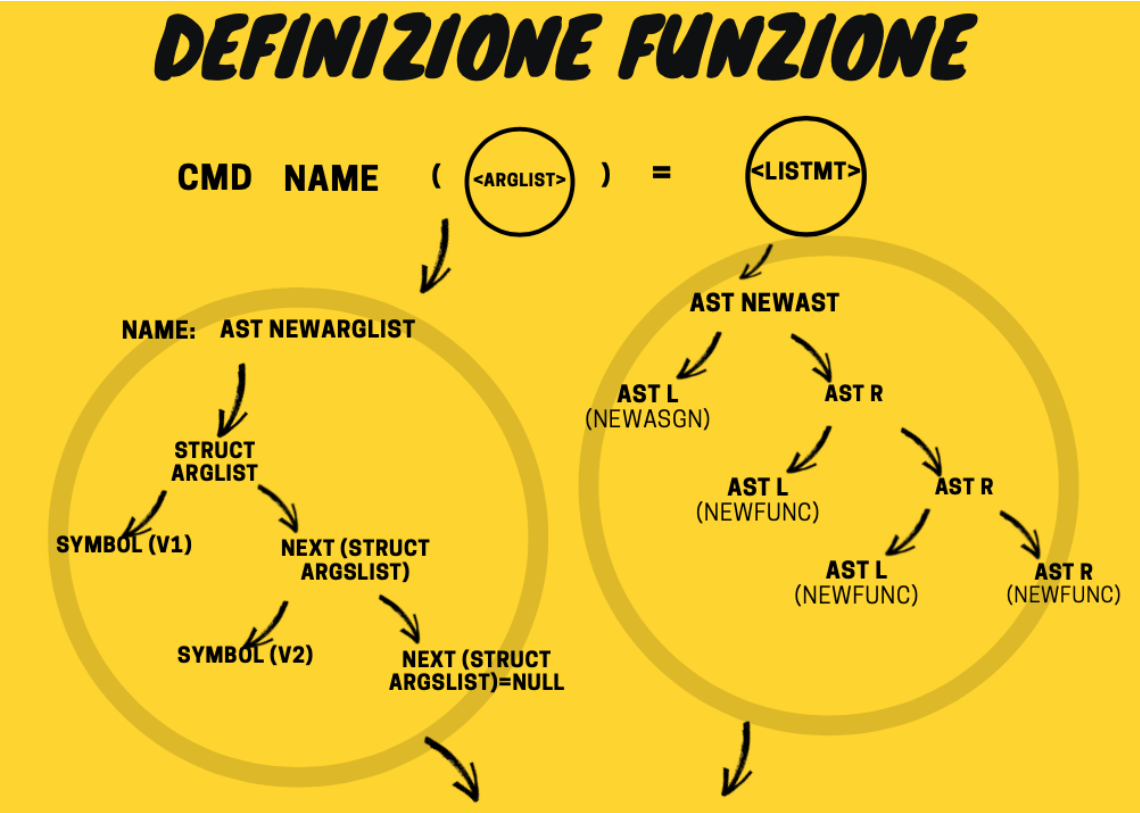 DEFINIZIONE FUNZIONE
CMD NAME ( <ARGLIST> ) = <LISTMT>
NAME: AST NEWARGLIST
STRUCT
ARGLIST
SYMBOL (V1)
NEXT (STRUCT
ARGSLIST)
SYMBOL (V2)
NEXT (STRUCT
ARGSLIST)=NULL
AST NEWAST
AST L
(NEWASGN)
AST R
AST L
(NEWFUNC)
AST R
AST L
(NEWFUNC)
AST R
(NEWFUNC)